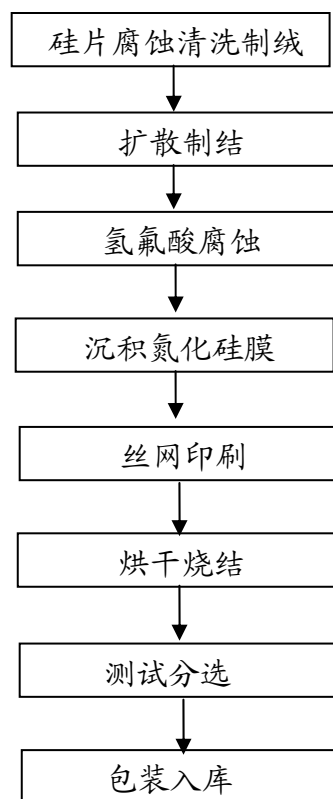 硅片腐蚀清洗制绒
扩散制结
氢氟酸腐蚀
沉积氮化硅膜
丝网印刷
烘干烧结
测试分选
包装入库